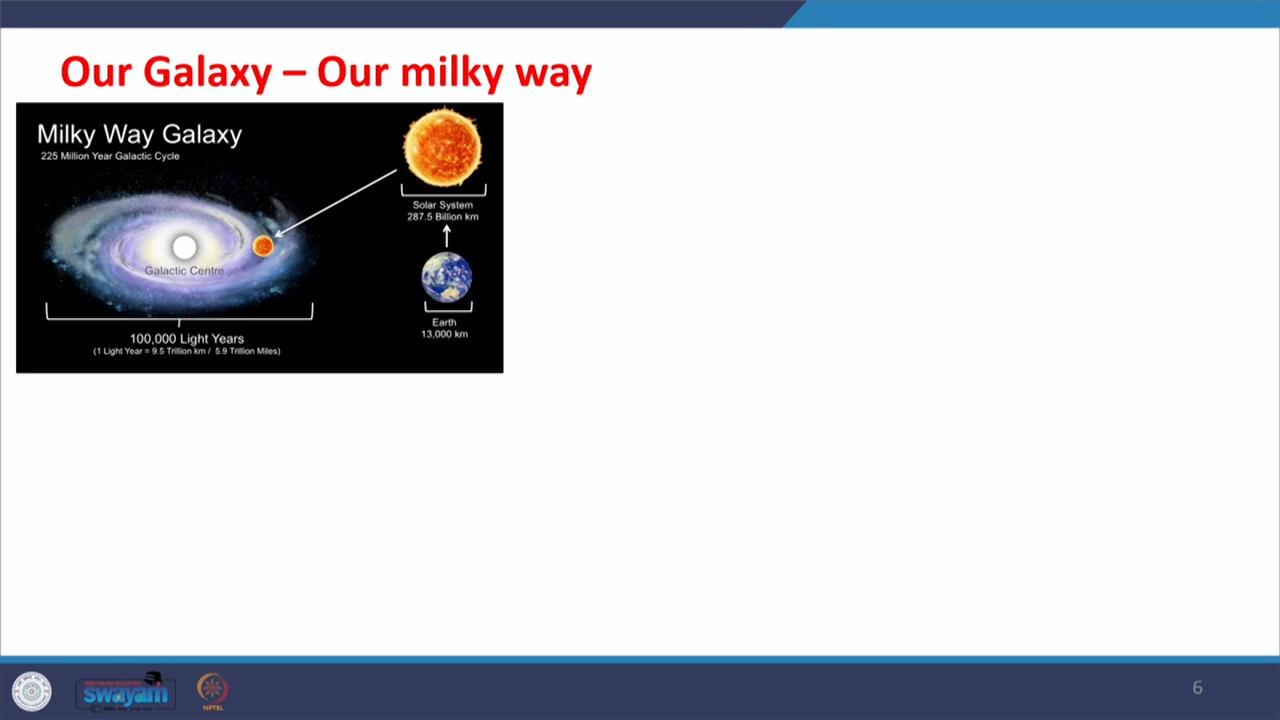 Our Galaxy – Our milky way
Milky Way Galaxy
225 Million Year Galactic Cycle
Solar System
287.5 Billion km
Galactic Centre
Earth
13,000 km
100,000 Light Years
(1 Light Year = 9.5 Trillion km / 5.9 Trillion Miles)
swayam
NPTEL
6